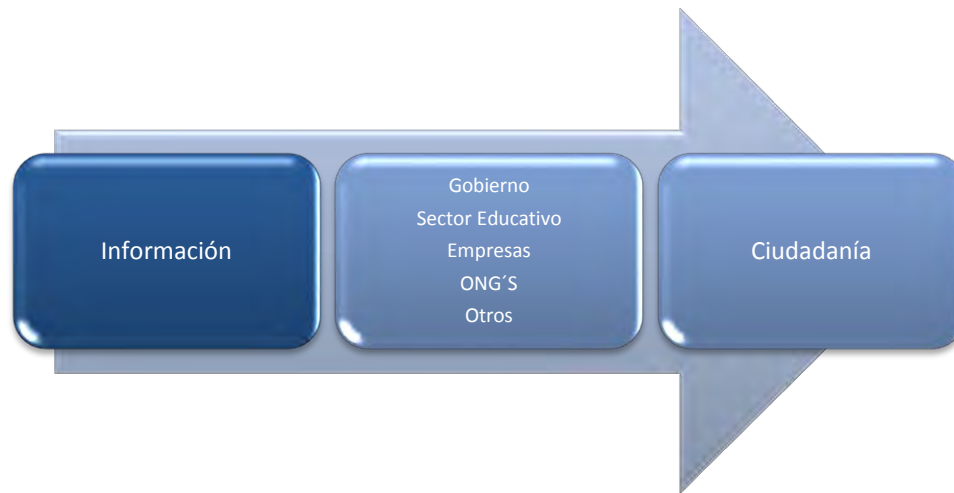 Información
Gobierno
Sector Educativo
Empresas
ONG´S
Otros
Ciudadanía